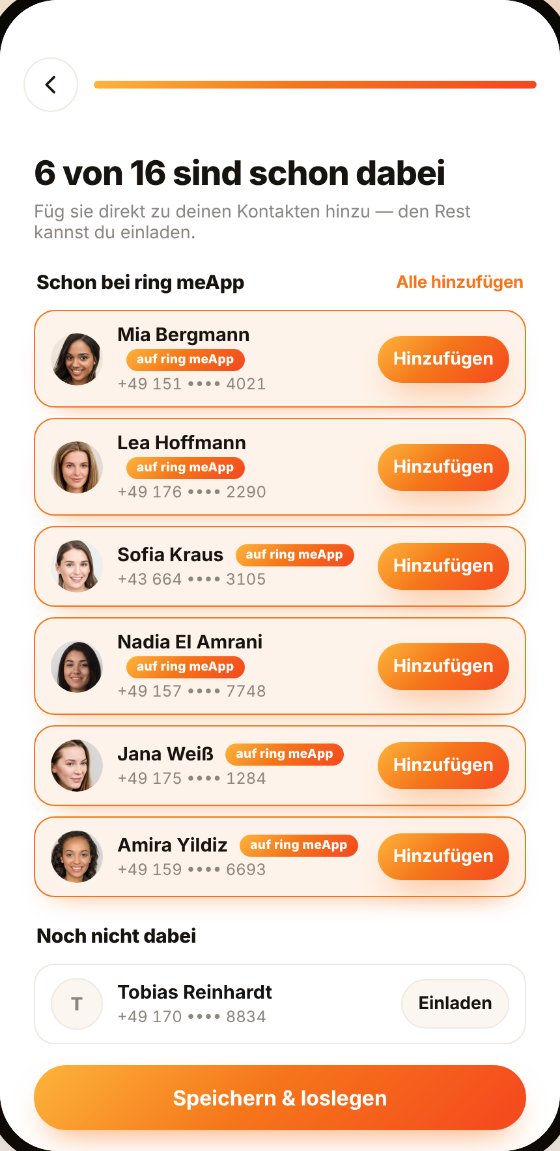 6 von 16 sind schon dabei
Füg sie direkt zu deinen Kontakten hinzu — den Rest
kannst du einladen.
Schon bei ring meApp
Alle hinzufügen
Mia Bergmann
auf ring meApp
+49 151 •••• 4021
Hinzufügen
Lea Hoffmann
auf ring meApp
+49 176 •••• 2290
Hinzufügen
Sofia Kraus auf ring meApp
+43 664 •••• 3105
Hinzufügen
Nadia El Amrani
auf ring meApp
+49 157 •••• 7748
Hinzufügen
Jana Weiß auf ring meApp
+49 175 •••• 1284
Hinzufügen
Amira Yildiz auf ring meApp
+49 159 •••• 6693
Hinzufügen
Noch nicht dabei
T
Tobias Reinhardt
+49 170 •••• 8834
Einladen
Speichern & loslegen